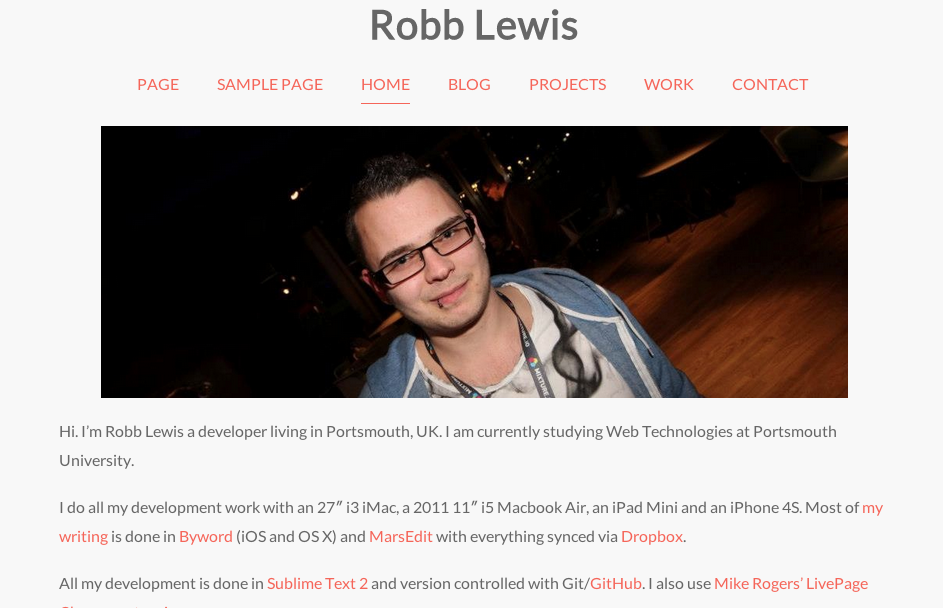 Robb Lewis
PAGE SAMPLE PAGE HOME BLOG PROJECTS WORK CONTACT
MIXTURE
Hi. I’m Robb Lewis a developer living in Portsmouth, UK. I am currently studying Web Technologies at Portsmouth
University.
I do all my development work with an 27″ i3 iMac, a 2011 11″ i5 Macbook Air, an iPad Mini and an iPhone 4S. Most of my
writing is done in Byword (iOS and OS X) and MarsEdit with everything synced via Dropbox.
All my development is done in Sublime Text 2 and version controlled with Git/GitHub. I also use Mike Rogers’ LivePage